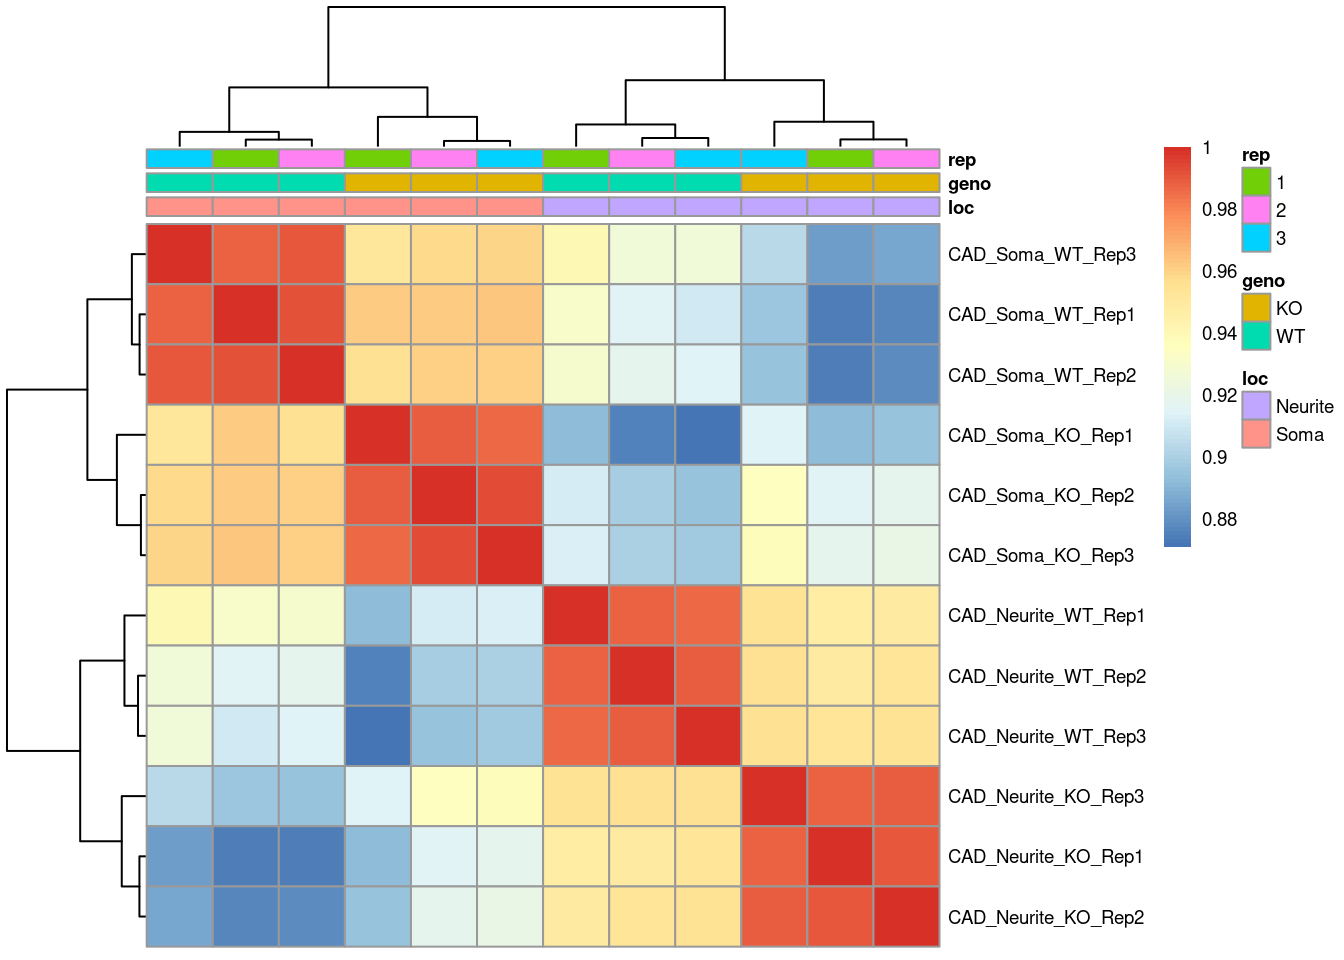 rep
geno
loc
CAD_Soma_WT_Rep3
CAD_Soma_WT_Rep1
CAD_Soma_WT_Rep2
CAD_Soma_KO_Rep1
CAD_Soma_KO_Rep2
CAD_Soma_KO_Rep3
CAD_Neurite_WT_Rep1
CAD_Neurite_WT_Rep2
CAD_Neurite_WT_Rep3
CAD_Neurite_KO_Rep3
CAD_Neurite_KO_Rep1
CAD_Neurite_KO_Rep2
1
0.98
0.96
0.94
0.92
0.9
0.88
rep
1
2
3
geno
KO
WT
loc
Neurite
Soma